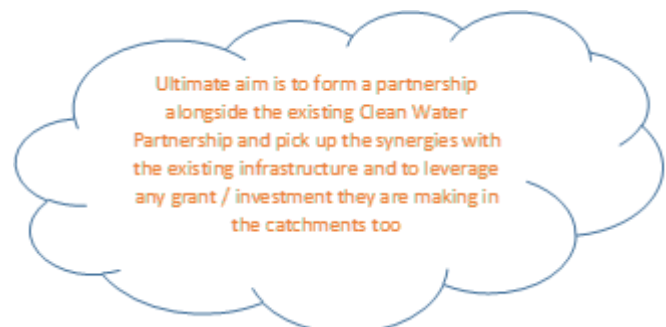 Ultimate aim is to form a partnership
alongside the existing Clean Water
Partnership and pick up the synergies with
the existing infrastructure and to leverage
any grant / investment they are making in
the catchments too